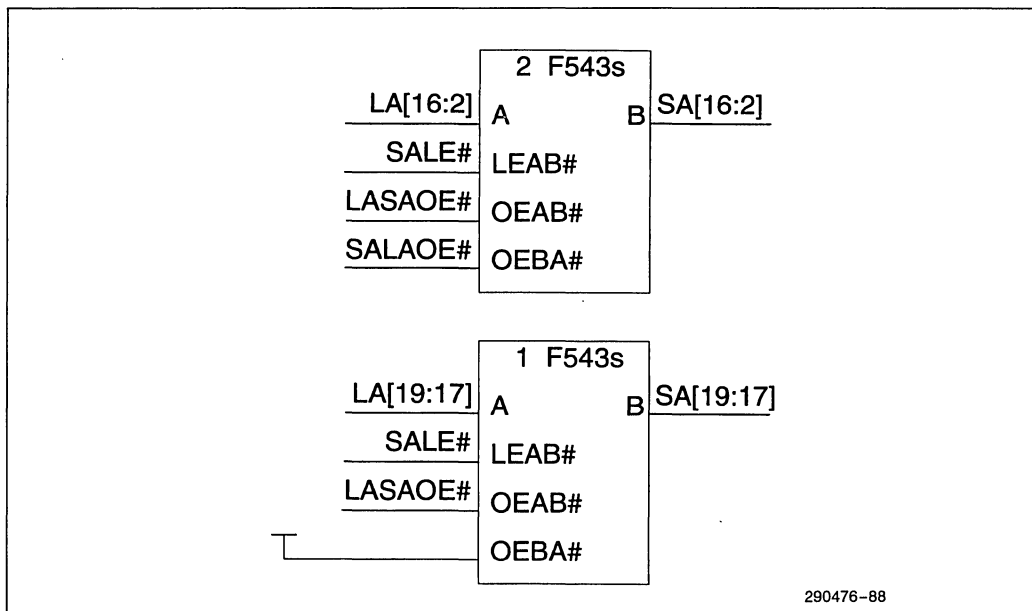 2 F543s
LA[16:2] A B SA[16:2]
SALE# LEAB#
LASAOE# OEAB#
SALAOE# OEBA#
1 F543s
LA[19:17] A B SA[19:17]
SALE# LEAB#
LASAOE# OEAB#
OEBA#
290476-88